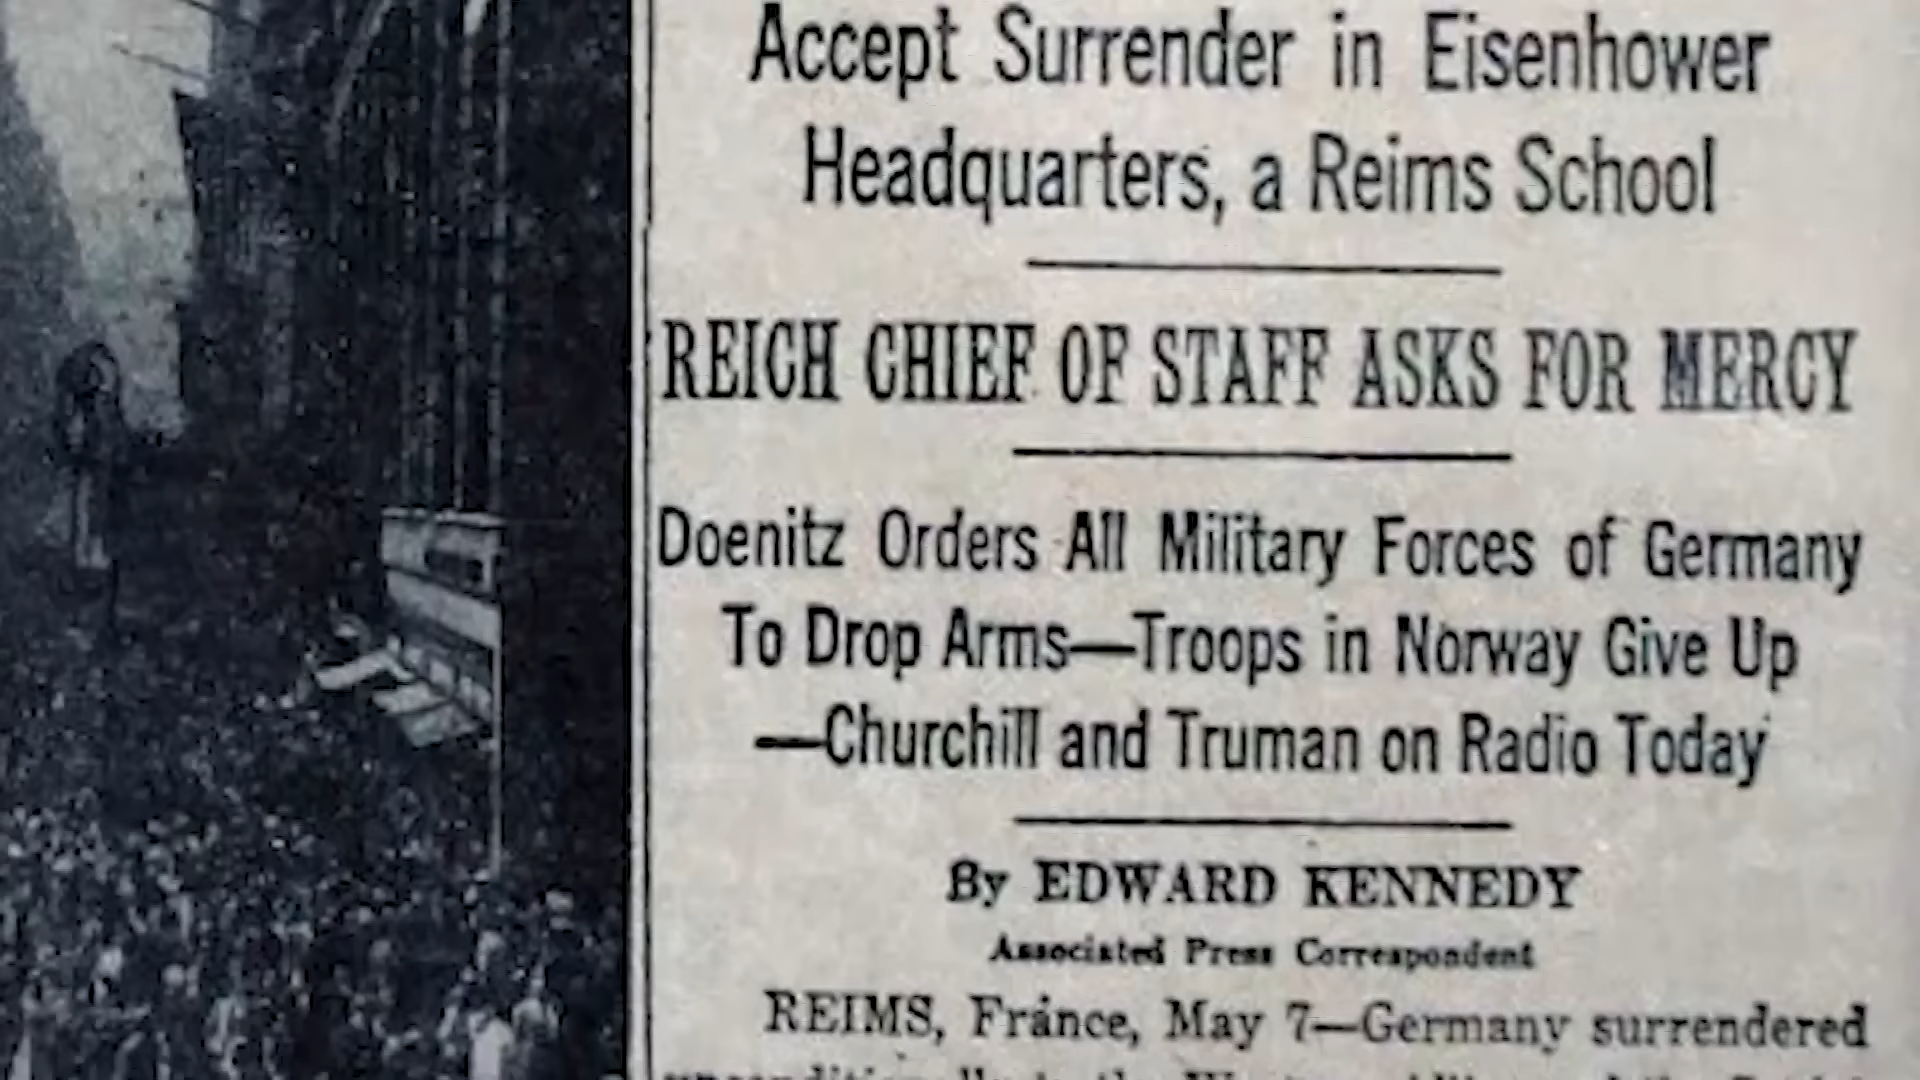 Accept Surrender in Eisenhower
Headquarters, a Reims School
REICH CHIEF OF STAFF ASKS FOR MERCY
Doenitz Orders All Military Forces of Germany
To Drop Arms—Troops in Norway Give Up
—Churchill and Truman on Radio Today
By EDWARD KENNEDY
Associated Press Correspondent
REIMS, France, May 7—Germany surrendered